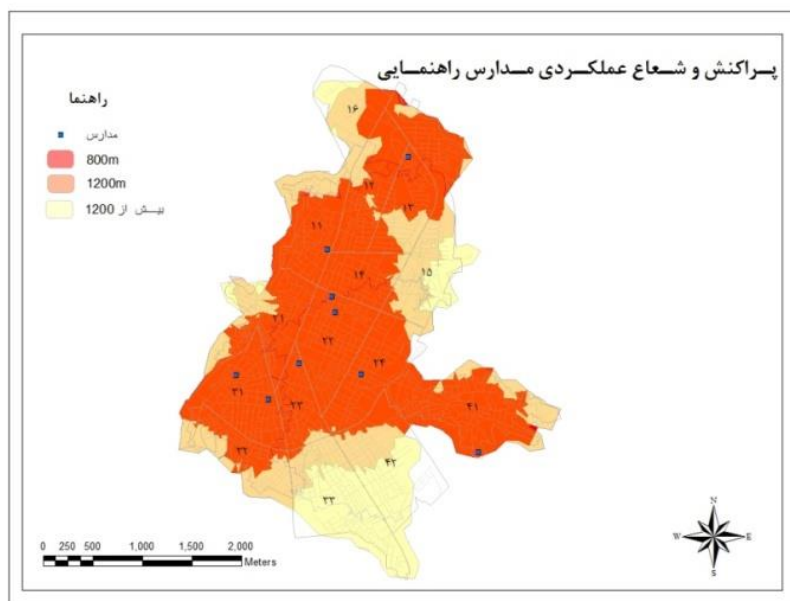 پراکنش و شعاع عملکردی مدارس راهنمایی
راهنما
مدارس
800m
1200m
بیش از 1200
۱۶
۱۲
۱۳
۱۱
۱۴
۱۵
۲۱
۲۲
۲۴
۳۱
۲۳
۴۱
۳۲
۴۲
۳۳
N
W E
S
0 250 500 1,000 1,500 2,000
Meters